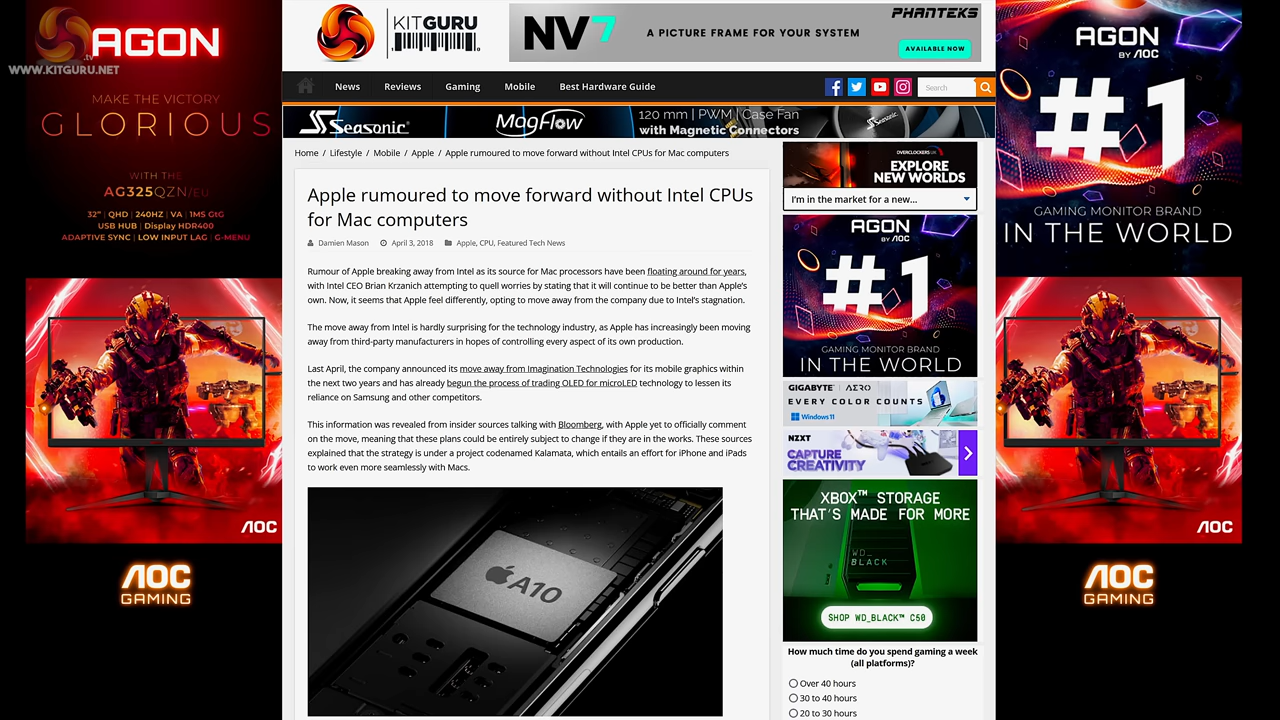 AGON
.tv
WWW.KITGURU.NET
MAKE THE VICTORY
GLORIOUS
WITH THE
AG325QZN/EU
32" | QHD | 240HZ | VA | 1MS GtG
USB HUB | Display HDR400
ADAPTIVE SYNC | LOW INPUT LAG | G-MENU
AOC
AOC
GAMING
KITGURU
NV7
A PICTURE FRAME FOR YOUR SYSTEM
PHANTEKS
AVAILABLE NOW
News
Reviews
Gaming
Mobile
Best Hardware Guide
Search
Seasonic
MagFlow
120 mm | PWM | Case Fan
with Magnetic Connectors
Seasonic
Home / Lifestyle / Mobile / Apple / Apple rumoured to move forward without Intel CPUs for Mac computers
Apple rumoured to move forward without Intel CPUs
for Mac computers
Damien Mason April 3, 2018 Apple, CPU, Featured Tech News
Rumour of Apple breaking away from Intel as its source for Mac processors have been floating around for years,
with Intel CEO Brian Krzanich attempting to quell worries by stating that it will continue to be better than Apple's
own. Now, it seems that Apple feel differently, opting to move away from the company due to Intel's stagnation.
The move away from Intel is hardly surprising for the technology industry, as Apple has increasingly been moving
away from third-party manufacturers in hopes of controlling every aspect of its own production.
Last April, the company announced its move away from Imagination Technologies for its mobile graphics within
the next two years and has already begun the process of trading OLED for microLED technology to lessen its
reliance on Samsung and other competitors.
This information was revealed from insider sources talking with Bloomberg, with Apple yet to officially comment
on the move, meaning that these plans could be entirely subject to change if they are in the works. These sources
explained that the strategy is under a project codenamed Kalamata, which entails an effort for iPhone and iPads
to work even more seamlessly with Macs.
A10
OVERCLOCKERS UK
EXPLORE
NEW WORLDS
I'm in the market for a new...
AGON
BY AOC
#1
GAMING MONITOR BRAND
IN THE WORLD
GIGABYTE | AERO
EVERY COLOR COUNTS
Windows 11
NZXT
CAPTURE
CREATIVITY
XBOX™ STORAGE
THAT'S MADE FOR MORE
WD_
BLACK
SHOP WD_BLACK™ C50
How much time do you spend gaming a week
(all platforms)?
Over 40 hours
30 to 40 hours
20 to 30 hours
AGON
BY AOC
#1
GAMING MONITOR BRAND
IN THE WORLD
AOC
AOC
GAMING